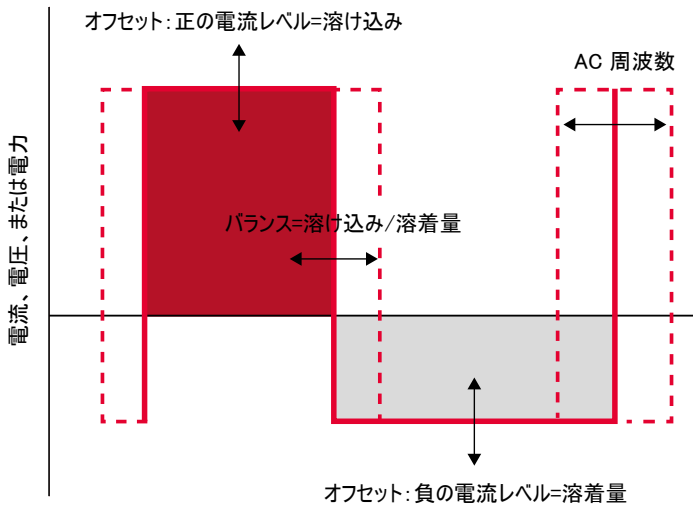 オフセット：正の電流レベル=溶け込み
AC 周波数
電流、電圧、または電力
バランス=溶け込み/溶着量
オフセット：負の電流レベル=溶着量